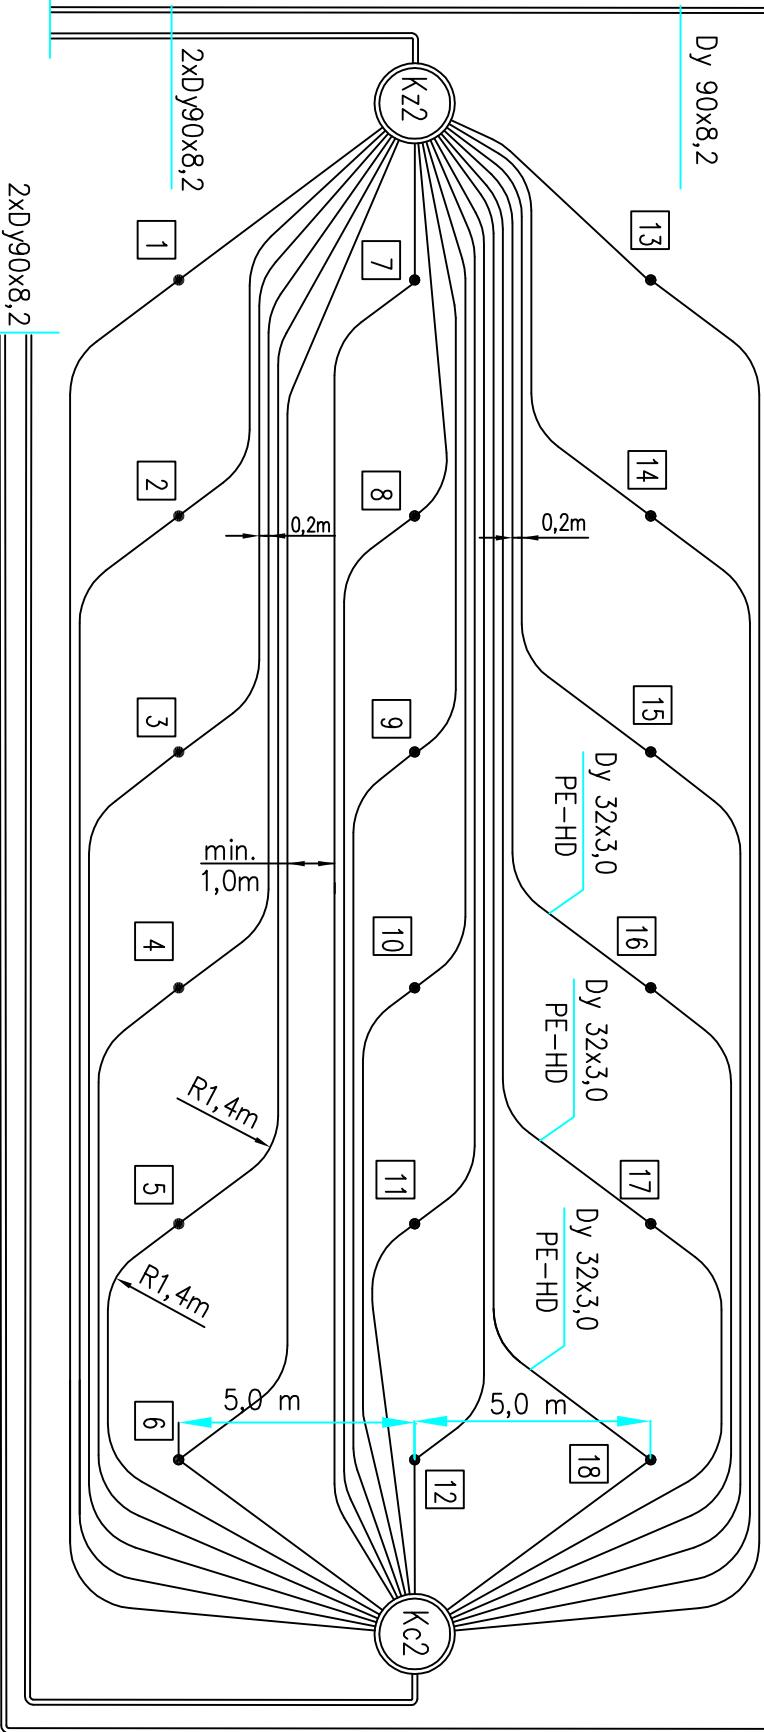 Dy 90x8,2
2xDy90x8,2
2xDy90x8,2
Kz2
1
7
13
2
8
14
0,2m
0,2m
3
9
15
Dy 32x3,0
PE-HD
min.
1,0m
4
10
16
Dy 32x3,0
PE-HD
R1,4m
5
11
17
Dy 32x3,0
PE-HD
R1,4m
5,0 m
5,0 m
6
12
18
Kc2